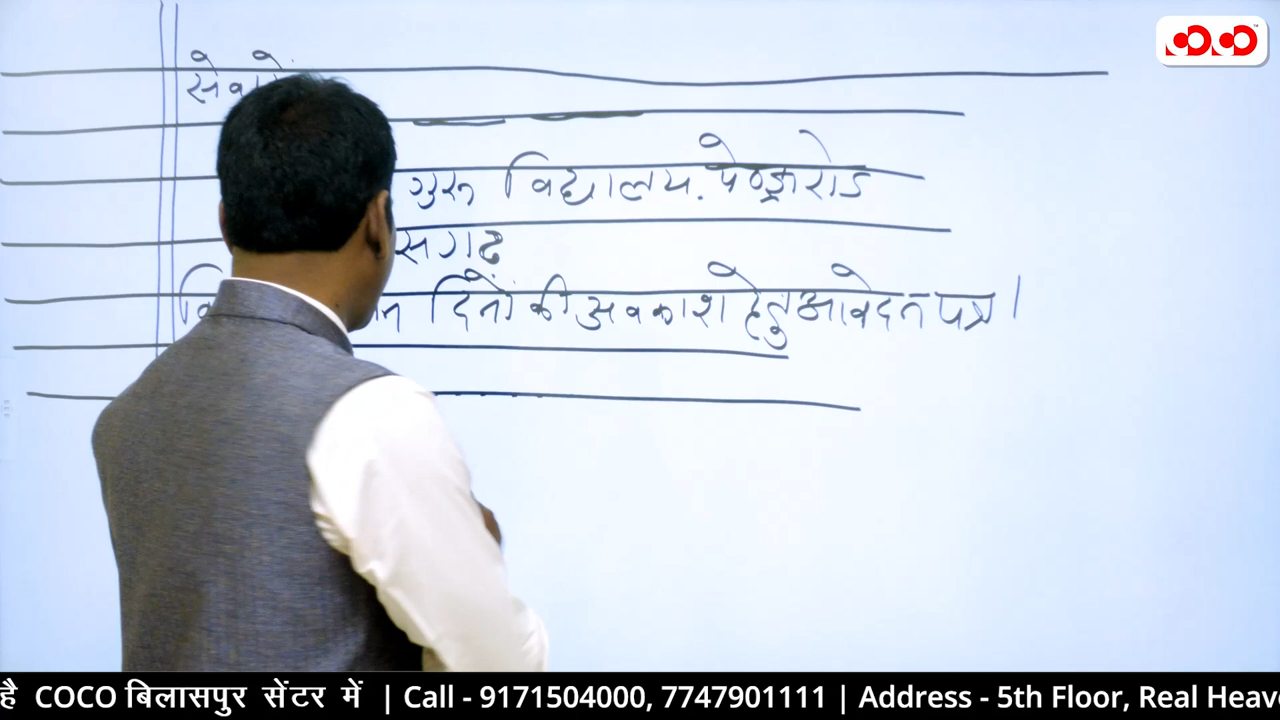 गुरु विद्यालय. पेण्ड्रारोड
सगढ
दिनों की अवकाश हेतु आवेदन पत्र।
है COCO बिलासपुर सेंटर में | Call - 9171504000, 7747901111 | Address - 5th Floor, Real Heav